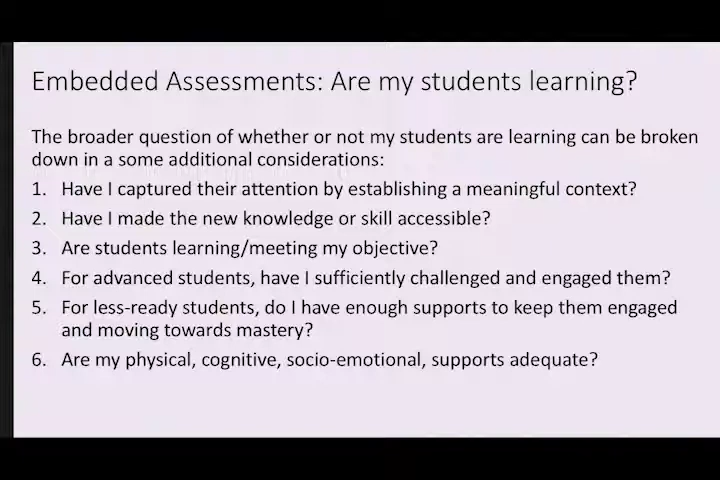 Embedded Assessments: Are my students learning?
The broader question of whether or not my students are learning can be broken
down in a some additional considerations:
1. Have I captured their attention by establishing a meaningful context?
2. Have I made the new knowledge or skill accessible?
3. Are students learning/meeting my objective?
4. For advanced students, have I sufficiently challenged and engaged them?
5. For less-ready students, do I have enough supports to keep them engaged
and moving towards mastery?
6. Are my physical, cognitive, socio-emotional, supports adequate?